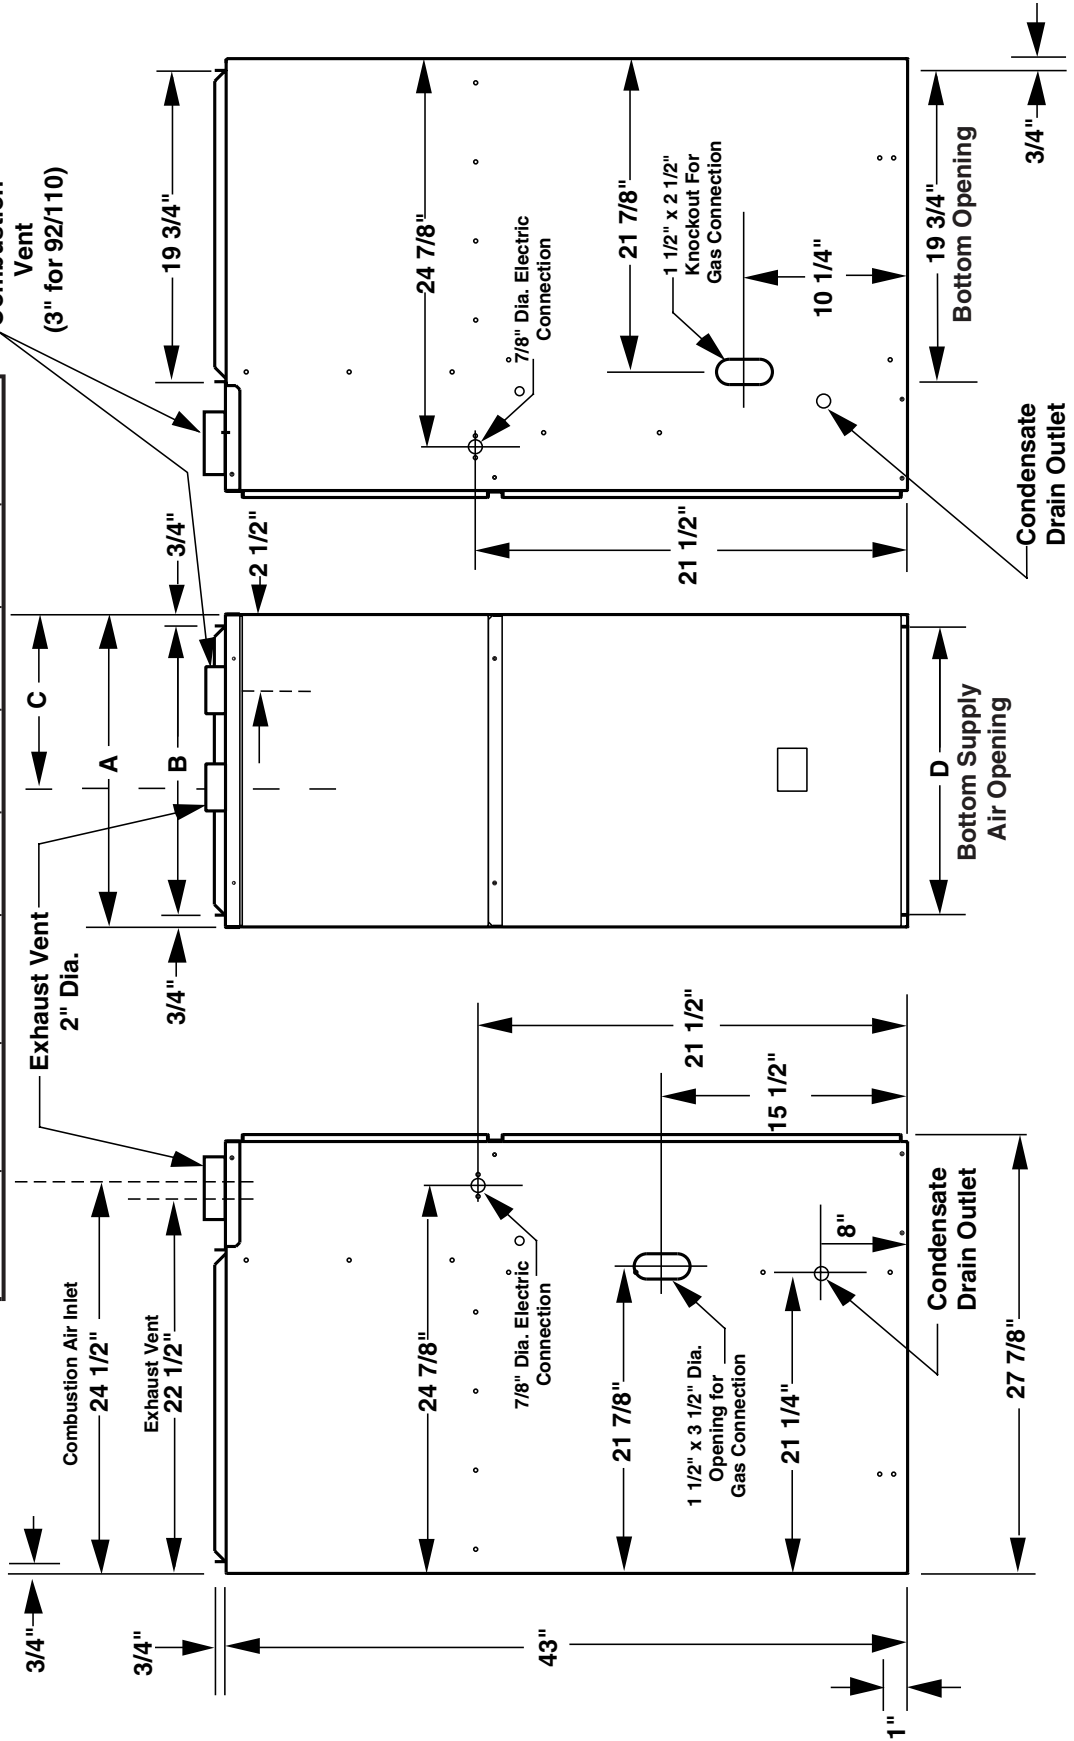 3/4"
3/4"
43"
1"
Combustion Air Inlet
24 1/2"
Exhaust Vent
22 1/2"
24 7/8"
7/8" Dia. Electric
Connection
21 7/8"
1 1/2" x 3 1/2" Dia.
Opening for
Gas Connection
21 1/4"
8"
Condensate
Drain Outlet
27 7/8"
21 1/2"
15 1/2"
Exhaust Vent
2" Dia.
3/4"
C
A
B
3/4"
2 1/2"
D
Bottom Supply
Air Opening
Vent
(3" for 92/110)
19 3/4"
24 7/8"
7/8" Dia. Electric
Connection
21 7/8"
1 1/2" x 2 1/2"
Knockout For
Gas Connection
10 1/4"
21 1/2"
Condensate
Drain Outlet
19 3/4"
Bottom Opening
3/4"